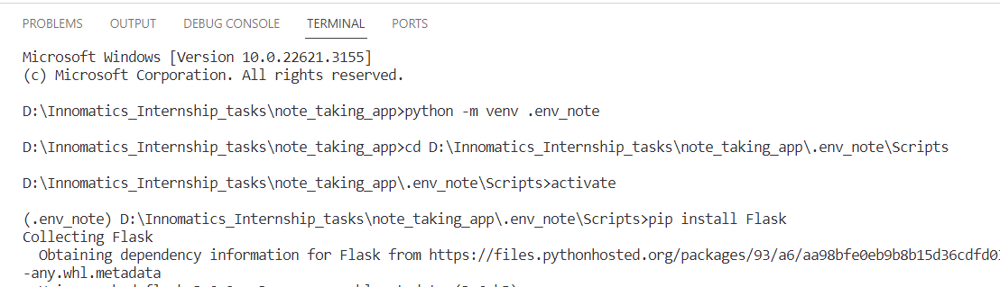 PROBLEMS OUTPUT DEBUG CONSOLE TERMINAL PORTS
Microsoft Windows [Version 10.0.22621.3155]
(c) Microsoft Corporation. All rights reserved.
D:\Innomatics_Internship_tasks\note_taking_app>python -m venv .env_note
D:\Innomatics_Internship_tasks\note_taking_app>cd D:\Innomatics_Internship_tasks\note_taking_app\.env_note\Scripts
D:\Innomatics_Internship_tasks\note_taking_app\.env_note\Scripts>activate
(.env_note) D:\Innomatics_Internship_tasks\note_taking_app\.env_note\Scripts>pip install Flask
Collecting Flask
Obtaining dependency information for Flask from https://files.pythonhosted.org/packages/93/a6/aa98bfe0eb9b8b15d36cdfd0
-any.whl.metadata